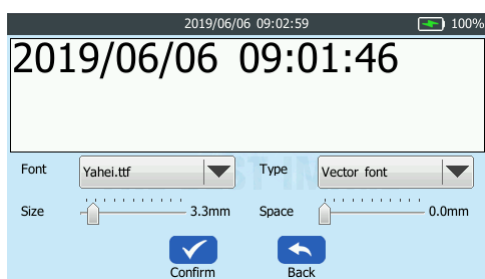 2019/06/06 09:02:59 100%
2019/06/06 09:01:46
Font Yahei.ttf Type Vector font
Size 3.3mm Space 0.0mm
Confirm Back